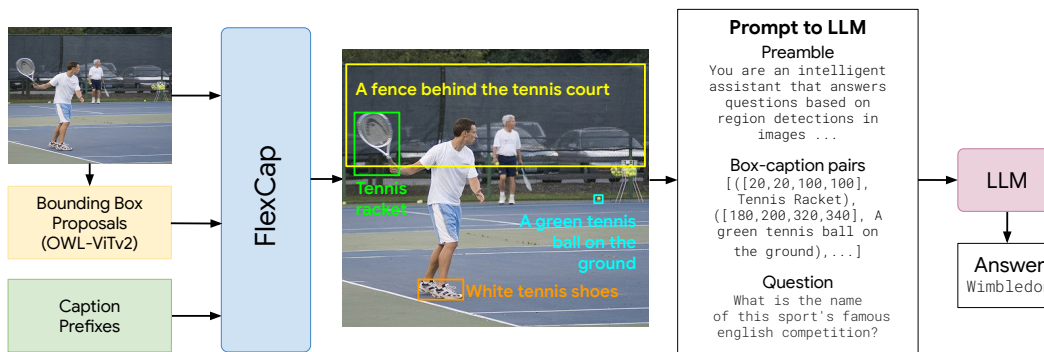 Bounding Box
Proposals
(OWL-ViTv2)
Caption
Prefixes
FlexCap
A fence behind the tennis court
Tennis
racket
A green tennis
ball on the
ground
White tennis shoes
Prompt to LLM
Preamble
You are an intelligent
assistant that answers
questions based on
region detections in
images ...
Box-caption pairs
[([20,20,100,100],
Tennis Racket),
([180,200,320,340], A
green tennis ball on
the ground),...]
Question
What is the name
of this sport's famous
english competition?
LLM
Answer
Wimbledon